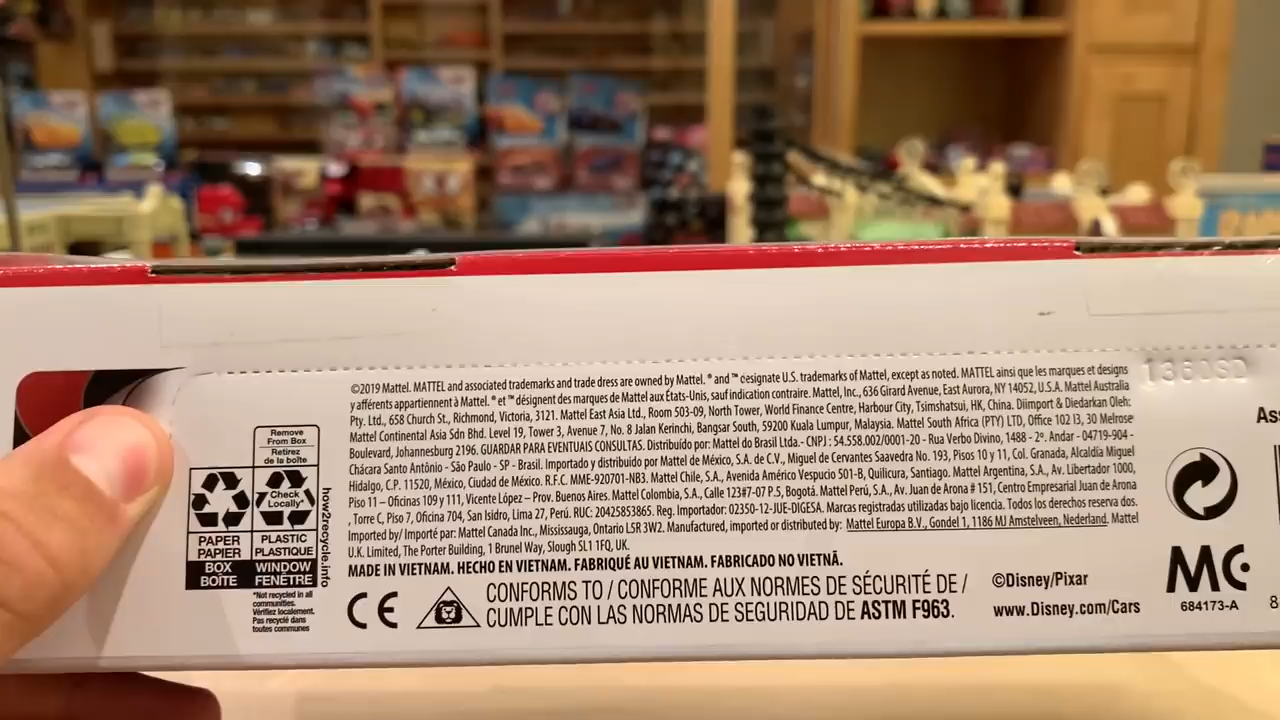 ©2019 Mattel. MATTEL and associated trademarks and trade dress are owned by Mattel. ® and ™ designate U.S. trademarks of Mattel, except as noted. MATTEL ainsi que les marques et designs
y afférents appartiennent à Mattel. ® et ™ désignent des marques de Mattel aux États-Unis, sauf indication contraire. Mattel, Inc., 636 Girard Avenue, East Aurora, NY 14052, U.S.A. Mattel Australia
Pty. Ltd., 658 Church St., Richmond, Victoria, 3121. Mattel East Asia Ltd., Room 503-09, North Tower, World Finance Centre, Harbour City, Tsimshatsui, HK, China. Diimport & Diedarkan Oleh:
Mattel Continental Asia Sdn Bhd. Level 19, Tower 3, Avenue 7, No. 8 Jalan Kerinchi, Bangsar South, 59200 Kuala Lumpur, Malaysia. Mattel South Africa (PTY) LTD, Office 102 I3, 30 Melrose
Boulevard, Johannesburg 2196. GUARDAR PARA EVENTUAIS CONSULTAS. Distribuído por: Mattel do Brasil Ltda.- CNPJ : 54.558.002/0001-20 - Rua Verbo Divino, 1488 - 2º. Andar - 04719-904 -
Chácara Santo Antônio - São Paulo - SP - Brasil. Importado y distribuido por Mattel de México, S.A. de C.V., Miguel de Cervantes Saavedra No. 193, Pisos 10 y 11, Col. Granada, Alcaldía Miguel
Hidalgo, C.P. 11520, México, Ciudad de México. R.F.C. MME-920701-NB3. Mattel Chile, S.A., Avenida Américo Vespucio 501-B, Quilicura, Santiago. Mattel Argentina, S.A., Av. Libertador 1000,
Piso 11 – Oficinas 109 y 111, Vicente López – Prov. Buenos Aires. Mattel Colombia, S.A., Calle 123#7-07 P.5, Bogotá. Mattel Perú, S.A., Av. Juan de Arona # 151, Centro Empresarial Juan de Arona
, Torre C, Piso 7, Oficina 704, San Isidro, Lima 27, Perú. RUC: 20425853865. Reg. Importador: 02350-12-JUE-DIGESA. Marcas registradas utilizadas bajo licencia. Todos los derechos reserva dos.
Imported by/ Importé par: Mattel Canada Inc., Mississauga, Ontario L5R 3W2. Manufactured, imported or distributed by: Mattel Europa B.V., Gondel 1, 1186 MJ Amstelveen, Nederland. Mattel
U.K. Limited, The Porter Building, 1 Brunel Way, Slough SL1 1FQ, UK.
MADE IN VIETNAM. HECHO EN VIETNAM. FABRIQUÉ AU VIETNAM. FABRICADO NO VIETNÃ.
CE
CONFORMS TO / CONFORME AUX NORMES DE SÉCURITÉ DE /
CUMPLE CON LAS NORMAS DE SEGURIDAD DE ASTM F963.
©Disney/Pixar
www.Disney.com/Cars
Remove
From Box
Retirez
de la boîte
Check
Locally*
PAPER
PAPIER
BOX
BOÎTE
PLASTIC
PLASTIQUE
WINDOW
FENÊTRE
how2recycle.info
*Not recycled in all
communities.
Vérifiez localement.
Pas recyclé dans
toutes communes
1360SD
As
MC
684173-A
8